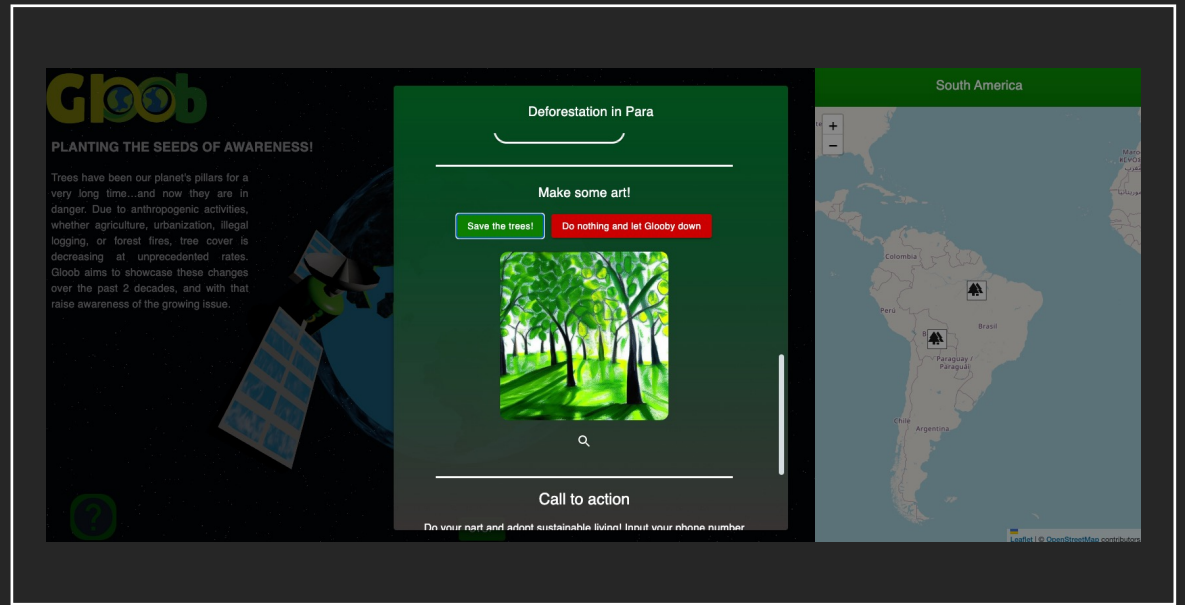 Gloob
PLANTING THE SEEDS OF AWARENESS!
Trees have been our planet's pillars for a
very long time...and now they are in
danger. Due to anthropogenic activities,
whether agriculture, urbanization, illegal
logging, or forest fires, tree cover is
decreasing at unprecedented rates.
Gloob aims to showcase these changes
over the past 2 decades, and with that
raise awareness of the growing issue.
?
Deforestation in Para
Make some art!
Save the trees!
Do nothing and let Glooby down
Call to action
Do your part and adopt sustainable living! Input your phone number
South America
+
−
Colombia
Peru
Brasil
Paraguay /
Paraguái
Chile
Argentina
Leaflet | © OpenStreetMap contributors